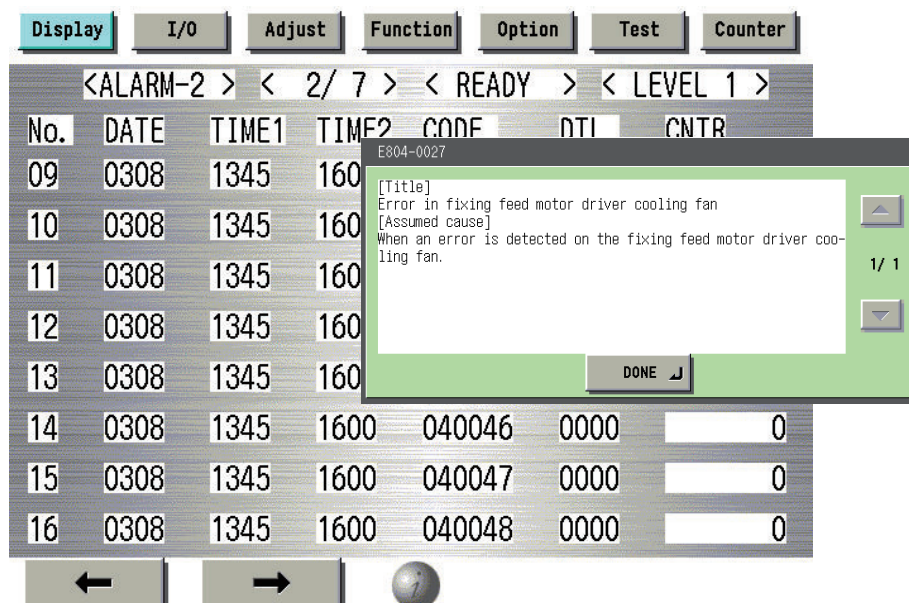 Display I/O Adjust Function Option Test Counter
<ALARM-2 > < 2/ 7 > < READY > < LEVEL 1 >
No. DATE TIME1 TIME2 CODE DTL CNTR
E804-0027
09 0308 1345 160
[Title]
Error in fixing feed motor driver cooling fan
[Assumed cause]
When an error is detected on the fixing feed motor driver coo-
ling fan.
1/ 1
10 0308 1345 160
11 0308 1345 160
12 0308 1345 160
13 0308 1345 160
DONE
14 0308 1345 1600 040046 0000 0
15 0308 1345 1600 040047 0000 0
16 0308 1345 1600 040048 0000 0
i